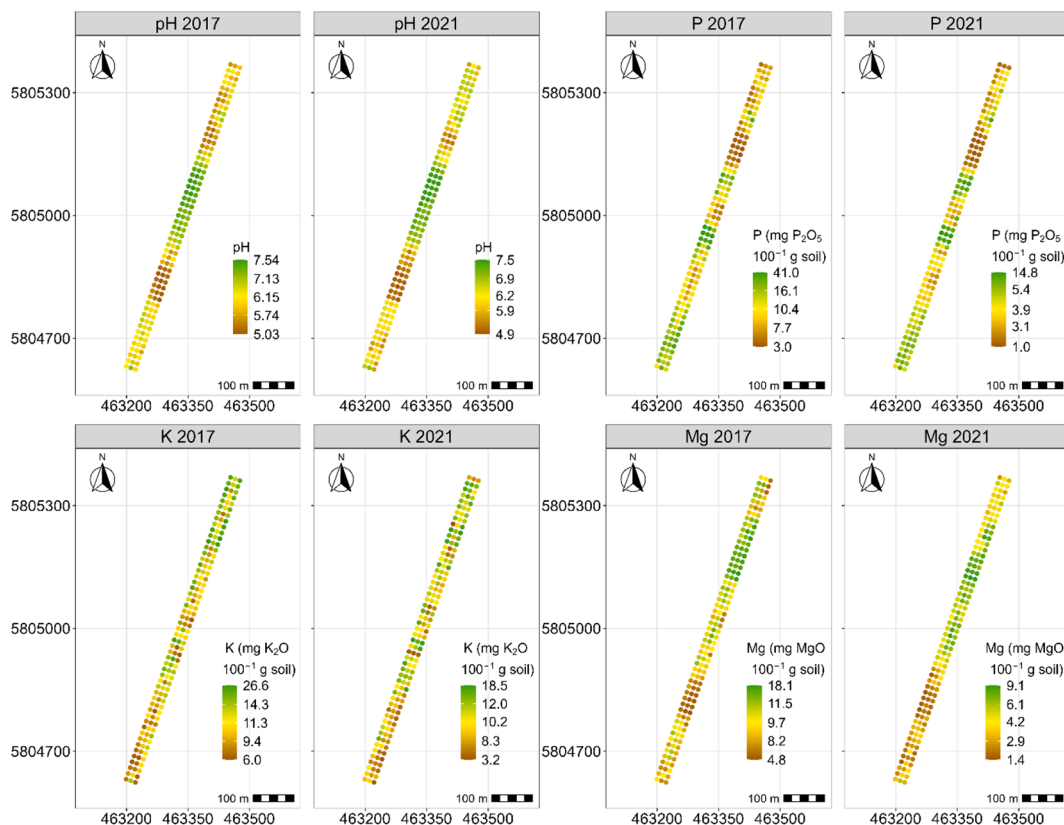 pH 2017
pH 2021
P 2017
P 2021
N
N
N
N
5805300
5805000
5804700
5805300
5805000
5804700
pH
7.54
7.13
6.15
5.74
5.03
pH
7.5
6.9
6.2
5.9
4.9
P (mg P₂O₅
100⁻¹ g soil)
41.0
16.1
10.4
7.7
3.0
P (mg P₂O₅
100⁻¹ g soil)
14.8
5.4
3.9
3.1
1.0
100 m
100 m
100 m
100 m
463200 463350 463500
463200 463350 463500
463200 463350 463500
463200 463350 463500
K 2017
K 2021
Mg 2017
Mg 2021
N
N
N
N
5805300
5805000
5804700
5805300
5805000
5804700
K (mg K₂O
100⁻¹ g soil)
26.6
14.3
11.3
9.4
6.0
K (mg K₂O
100⁻¹ g soil)
18.5
12.0
10.2
8.3
3.2
Mg (mg MgO
100⁻¹ g soil)
18.1
11.5
9.7
8.2
4.8
Mg (mg MgO
100⁻¹ g soil)
9.1
6.1
4.2
2.9
1.4
100 m
100 m
100 m
100 m
463200 463350 463500
463200 463350 463500
463200 463350 463500
463200 463350 463500